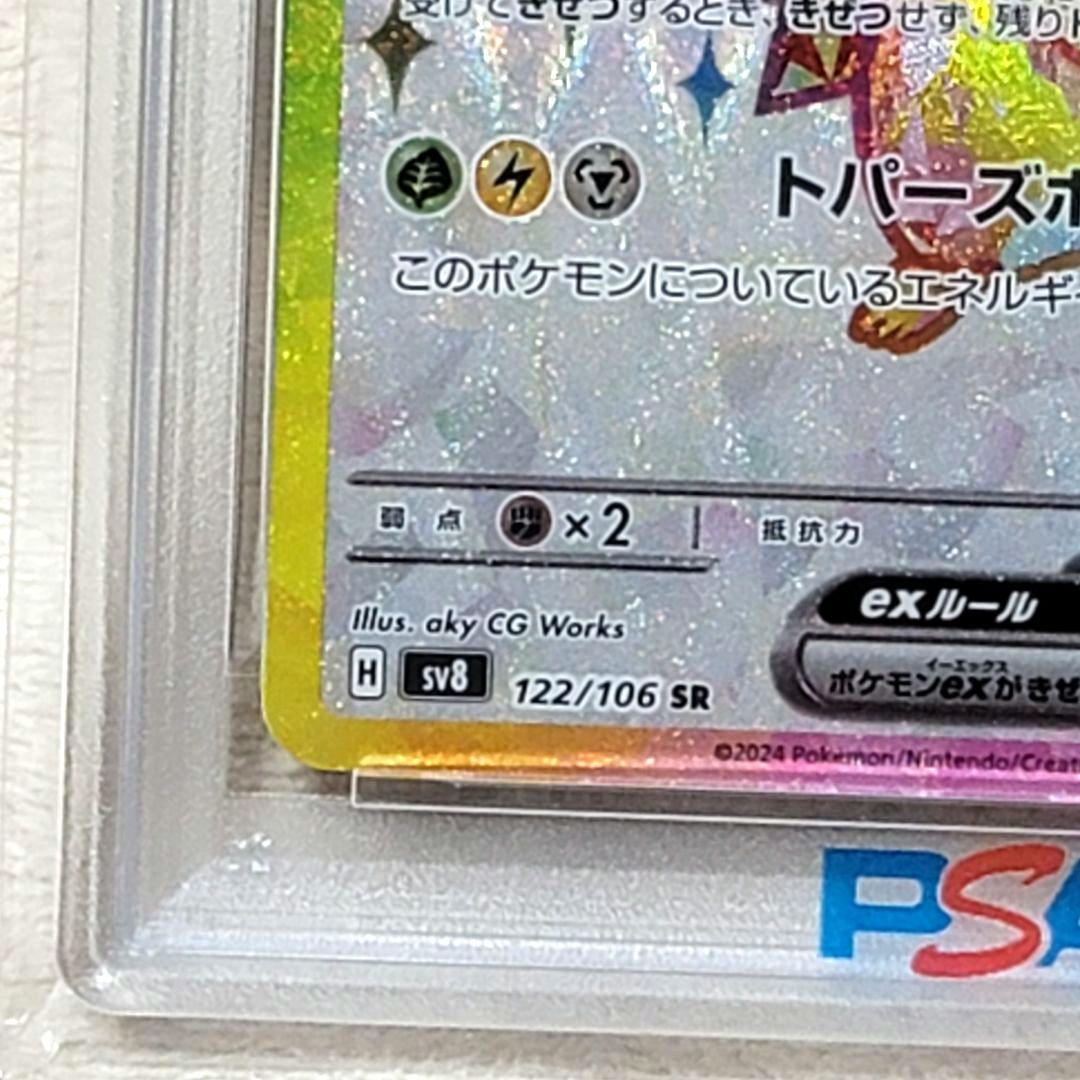 受けてきぜつするとき、きぜつせず、残り
トパーズボ
このポケモンについているエネルギ
弱点 ×2 抵抗力
exルール
Illus. aky CG Works
イーエックス
ポケモンexがきぜ
H sv8 122/106 SR
©2024 Pokémon/Nintendo/Creat
PSA